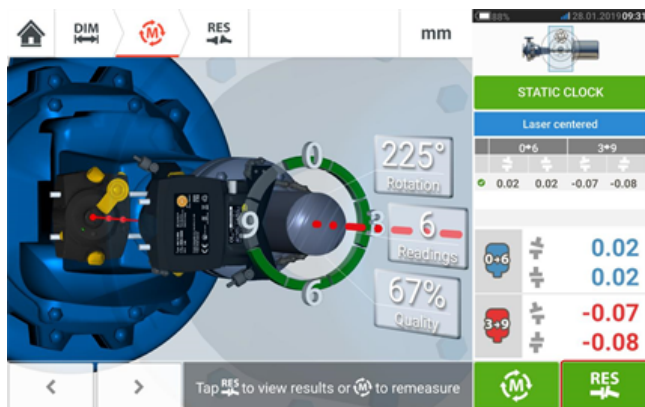 DIM
M
RES
mm
88%
28.01.2019 09:31
STATIC CLOCK
Laser centered
0→6 3→9
0.02 0.02 -0.07 -0.08
0
9
3
6
225°
Rotation
6
Readings
67%
Quality
0→6
0.02
0.02
3→9
-0.07
-0.08
Tap RES to view results or M to remeasure
M
RES